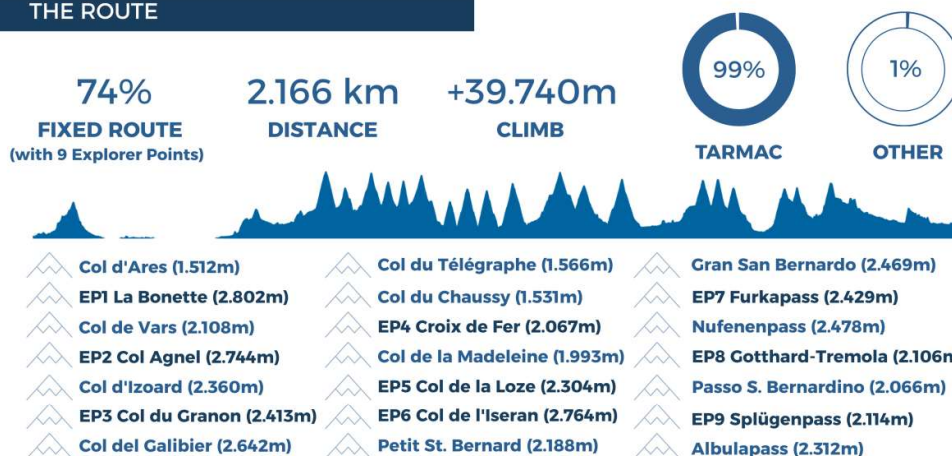 THE ROUTE
74%
FIXED ROUTE
(with 9 Explorer Points)
2.166 km
DISTANCE
+39.740m
CLIMB
99%
TARMAC
1%
OTHER
Col d'Ares (1.512m)
EP1 La Bonette (2.802m)
Col de Vars (2.108m)
EP2 Col Agnel (2.744m)
Col d'Izoard (2.360m)
EP3 Col du Granon (2.413m)
Col del Galibier (2.642m)
Col du Télégraphe (1.566m)
Col du Chaussy (1.531m)
EP4 Croix de Fer (2.067m)
Col de la Madeleine (1.993m)
EP5 Col de la Loze (2.304m)
EP6 Col de l'Iseran (2.764m)
Petit St. Bernard (2.188m)
Gran San Bernardo (2.469m)
EP7 Furkapass (2.429m)
Nufenenpass (2.478m)
EP8 Gotthard-Tremola (2.106m
Passo S. Bernardino (2.066m)
EP9 Splügenpass (2.114m)
Albulapass (2.312m)